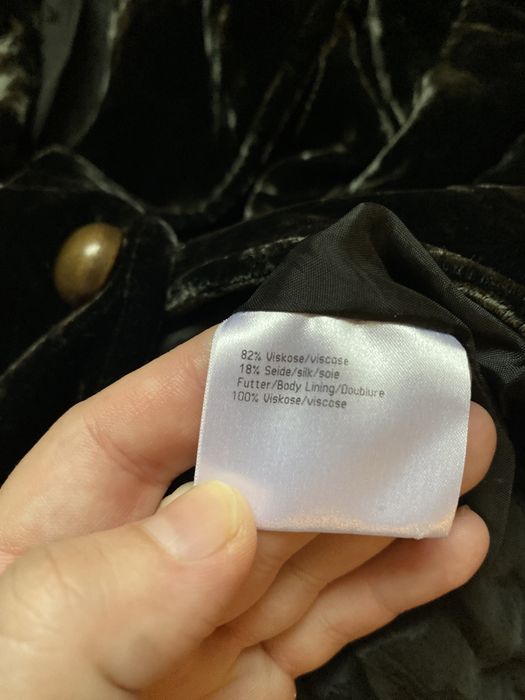 82% Viskose/viscose
18% Seide/silk/soie
Futter/Body Lining/Doublure
100% Viskose/viscose